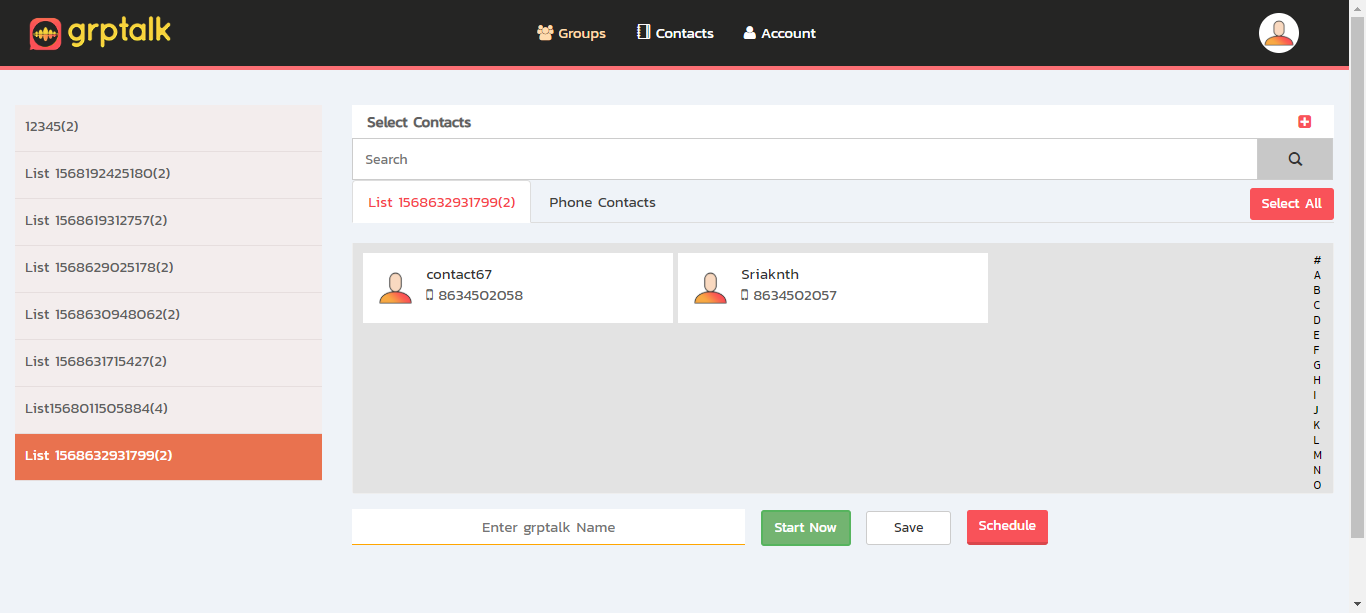 grptalk
Groups Contacts Account
12345(2)
List 1568192425180(2)
List 1568619312757(2)
List 1568629025178(2)
List 1568630948062(2)
List 1568631715427(2)
List1568011505884(4)
List 1568632931799(2)
Select Contacts
Search
List 1568632931799(2) Phone Contacts Select All
contact67
8634502058
Sriaknth
8634502057
#
A
B
C
D
E
F
G
H
I
J
K
L
M
N
O
Enter grptalk Name Start Now Save Schedule